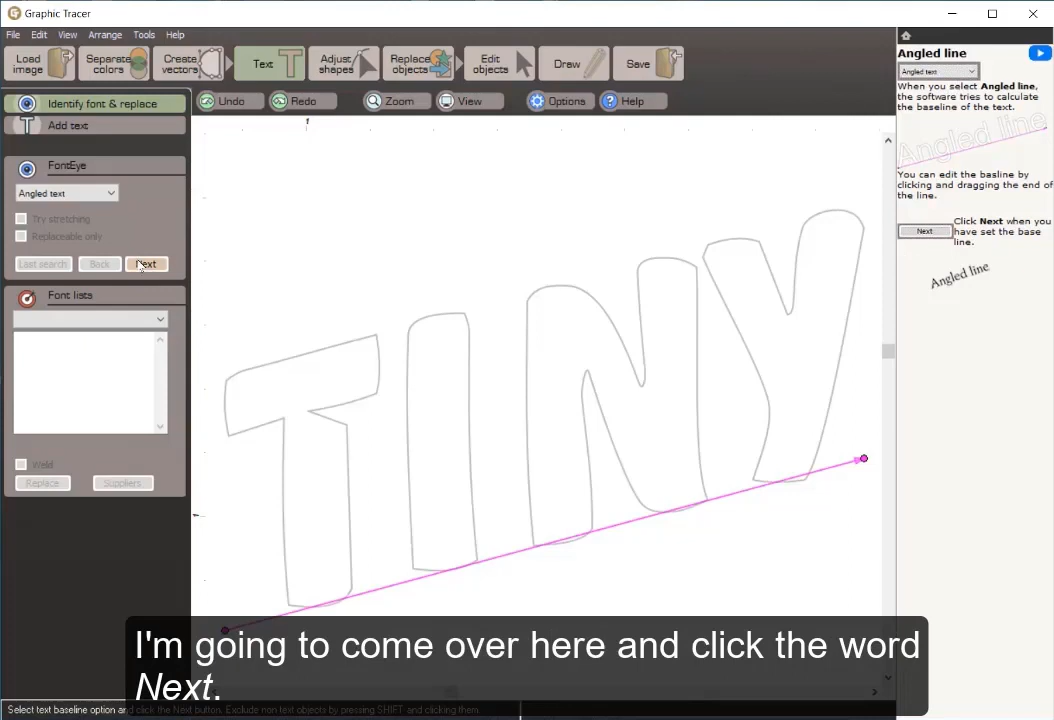 Graphic Tracer
File Edit View Arrange Tools Help
Load image
Separate colors
Create vectors
Text
Adjust shapes
Replace objects
Edit objects
Draw
Save
Undo
Redo
Zoom
View
Options
Help
Identify font & replace
Add text
FontEye
Angled text
Try stretching
Replaceable only
Last search Back Next
Font lists
Weld
Replace Suppliers
1
TINY
Angled line
Angled text
When you select Angled line,
the software tries to calculate
the baseline of the text.
Angled line
You can edit the basline by
clicking and dragging the end of
the line.
Next
Click Next when you
have set the base
line.
Angled line
I'm going to come over here and click the word
Next.
Select text baseline option and click the Next button. Exclude non text objects by pressing SHIFT and clicking them.